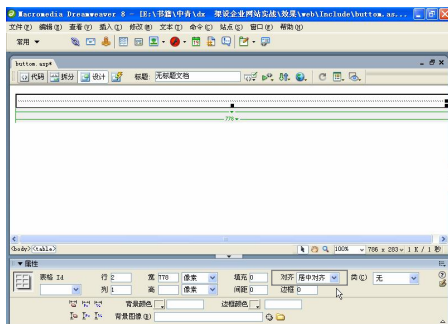 Macromedia Dreamweaver 8 - [E:\书籍\中青\dx 架设企业网站实战\效果\web\Include\buttom.as...
文件(F) 编辑(E) 查看(V) 插入(I) 修改(M) 文本(T) 命令(C) 站点(S) 窗口(W) 帮助(H)
常用
buttom.asp*
代码 拆分 设计 标题: 无标题文档
778
<body><table> 100% 786 x 283 1 K / 1 秒
属性
表格 Id 行 2 宽 778 像素 填充 0 对齐 居中对齐 类(C) 无
列 1 高 像素 间距 0 边框 0
背景颜色 边框颜色
背景图像(B)